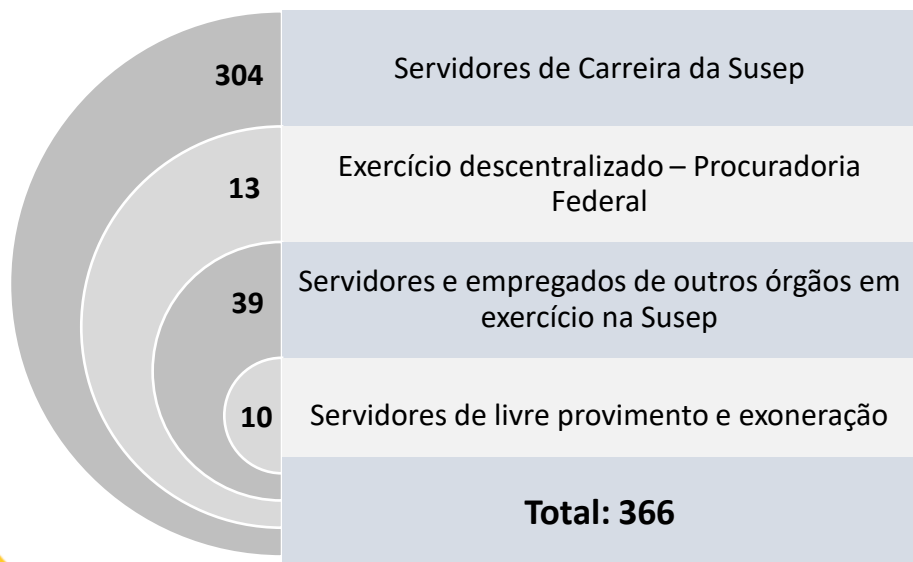 304
Servidores de Carreira da Susep
13
Exercício descentralizado – Procuradoria
Federal
39
Servidores e empregados de outros órgãos em
exercício na Susep
10
Servidores de livre provimento e exoneração
Total: 366